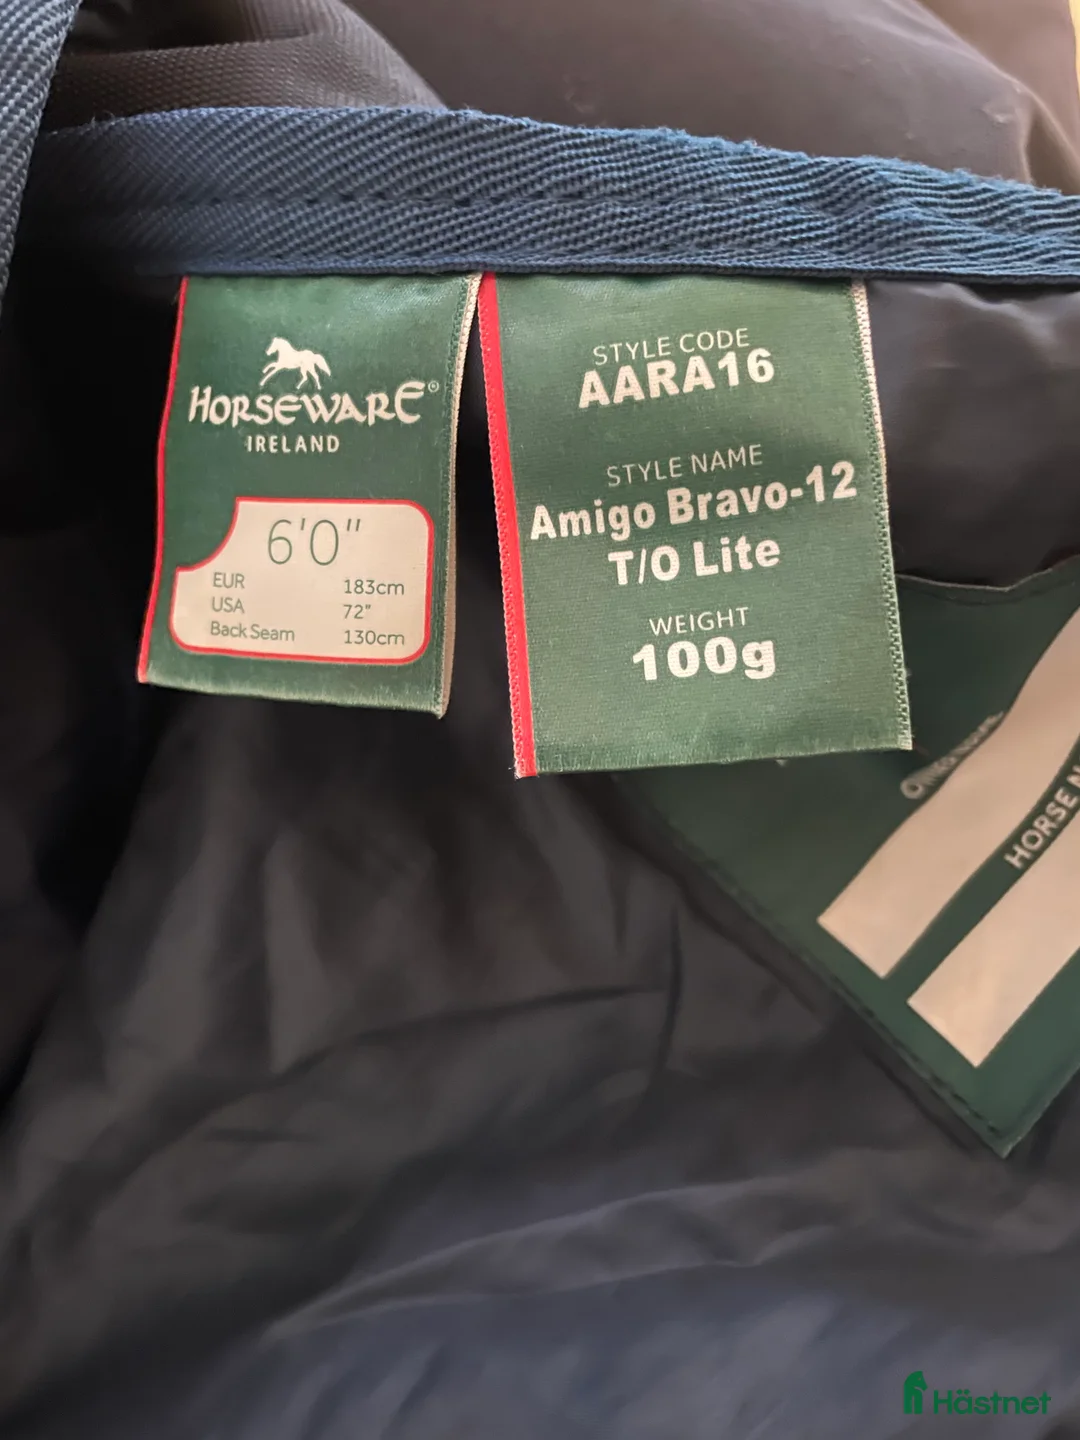 HORSEWARE®
IRELAND
6'0"
EUR 183cm
USA 72"
Back Seam 130cm
STYLE CODE
AARA16
STYLE NAME
Amigo Bravo-12
T/O Lite
WEIGHT
100g
HORSE
Hästnet